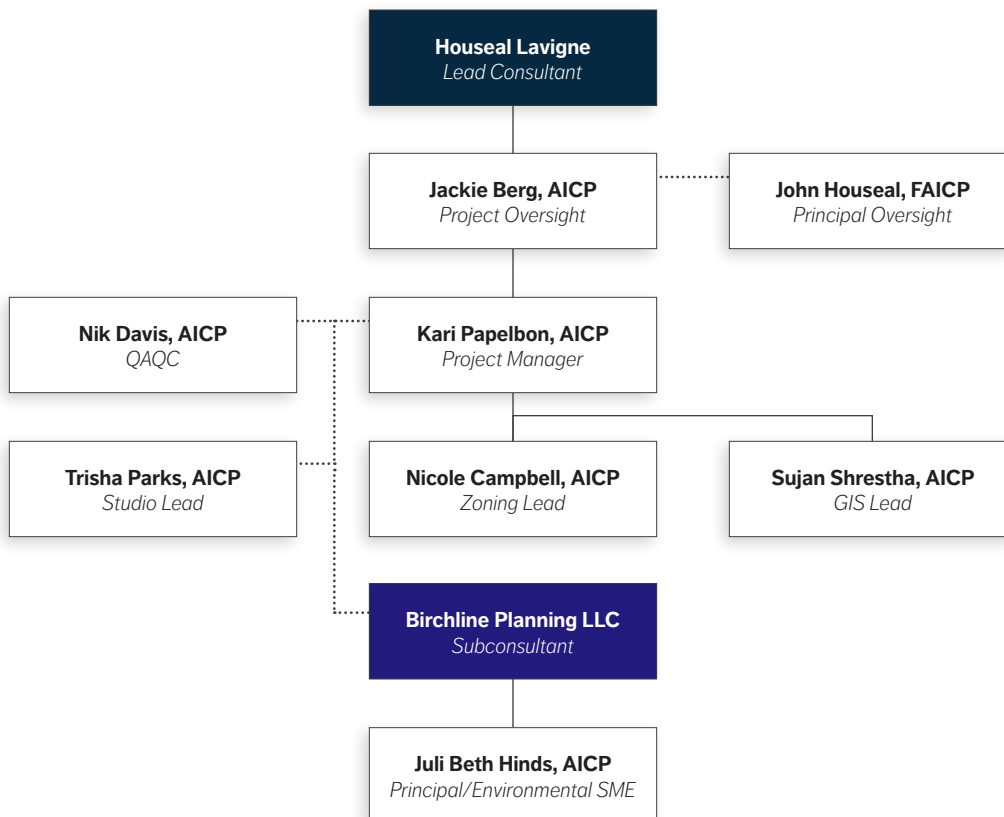 Houseal Lavigne
Lead Consultant
Jackie Berg, AICP
Project Oversight
John Houseal, FAICP
Principal Oversight
Nik Davis, AICP
QAQC
Kari Papelbon, AICP
Project Manager
Trisha Parks, AICP
Studio Lead
Nicole Campbell, AICP
Zoning Lead
Sujan Shrestha, AICP
GIS Lead
Birchline Planning LLC
Subconsultant
Juli Beth Hinds, AICP
Principal/Environmental SME